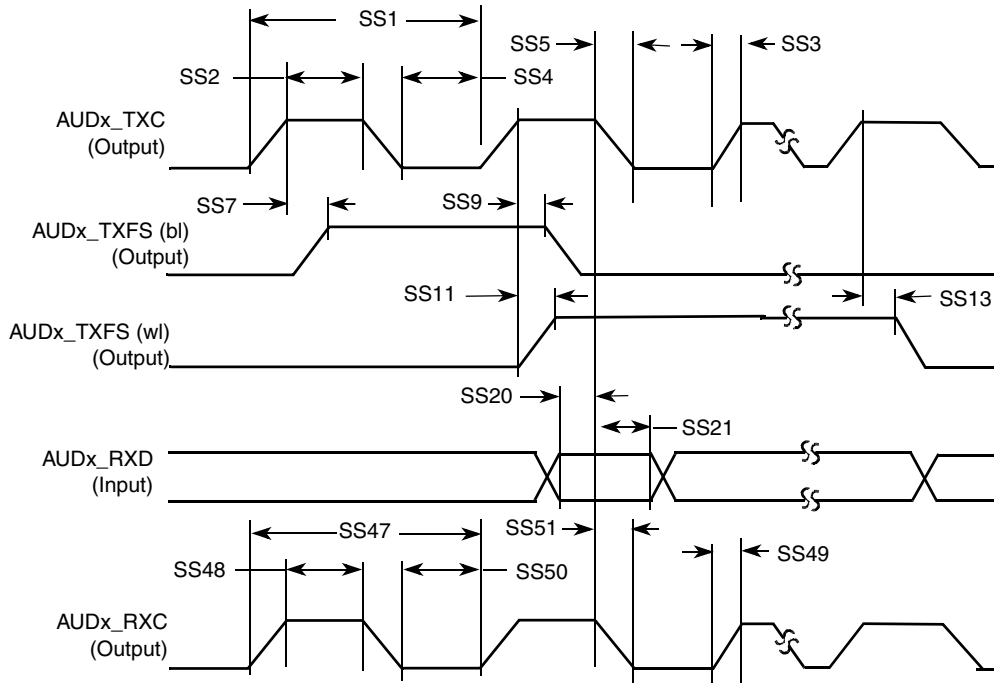 SS1
SS5
SS3
SS2
SS4
AUDx_TXC
(Output)
SS7
SS9
AUDx_TXFS (bl)
(Output)
SS11
SS13
AUDx_TXFS (wl)
(Output)
SS20
SS21
AUDx_RXD
(Input)
SS47
SS51
SS49
SS48
SS50
AUDx_RXC
(Output)